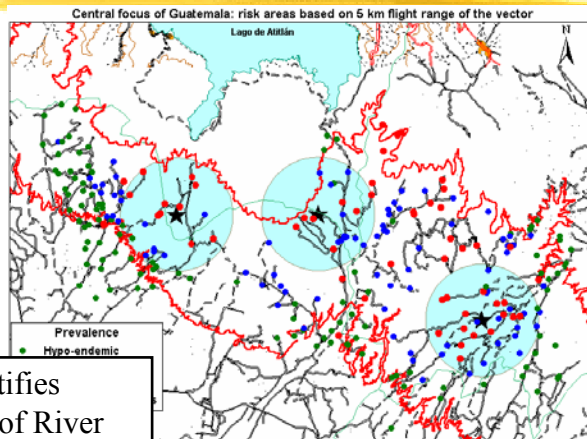 Central focus of Guatemala: risk areas based on 5 km flight range of the vector
Lago de Atitlán
N
Prevalence
Hypo-endemic
tifies
of River